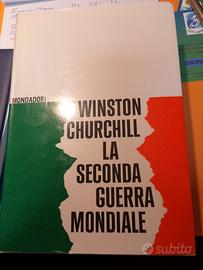 MONDADORI
WINSTON
CHURCHILL
LA
SECONDA
GUERRA
MONDIALE
subito